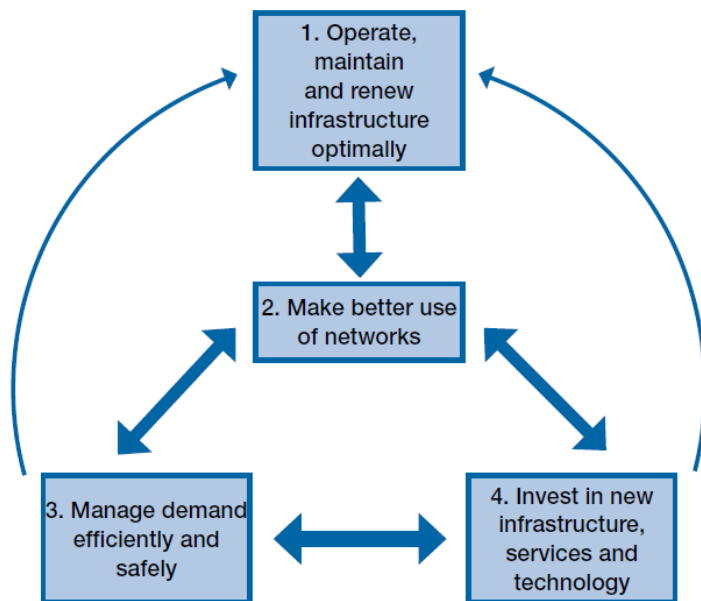 1. Operate,
maintain
and renew
infrastructure
optimally
2. Make better use
of networks
3. Manage demand
efficiently and
safely
4. Invest in new
infrastructure,
services and
technology